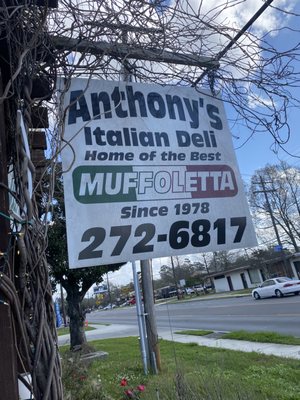 Anthony's
Italian Deli
Home of the Best
MUFFOLETTA
Since 1978
272-6817